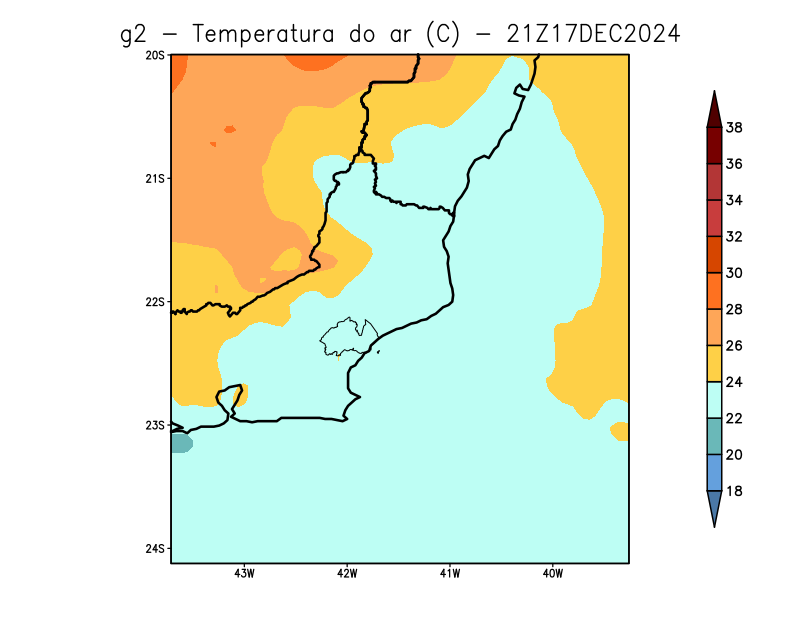 g2 – Temperatura do ar (C) – 21Z17DEC2024
20S
21S
22S
23S
24S
43W
42W
41W
40W
38
36
34
32
30
28
26
24
22
20
18